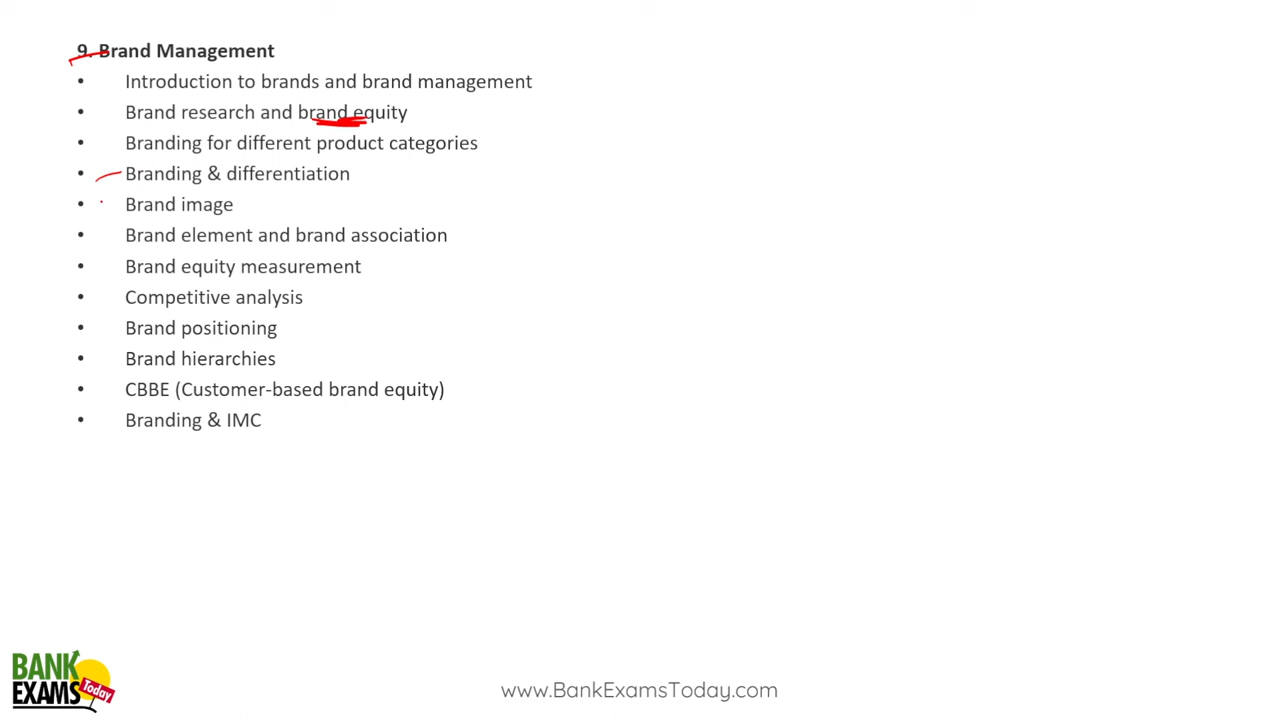 9. Brand Management
• Introduction to brands and brand management
• Brand research and brand equity
• Branding for different product categories
• Branding & differentiation
• Brand image
• Brand element and brand association
• Brand equity measurement
• Competitive analysis
• Brand positioning
• Brand hierarchies
• CBBE (Customer-based brand equity)
• Branding & IMC
BANK
EXAMS Today
www.BankExamsToday.com